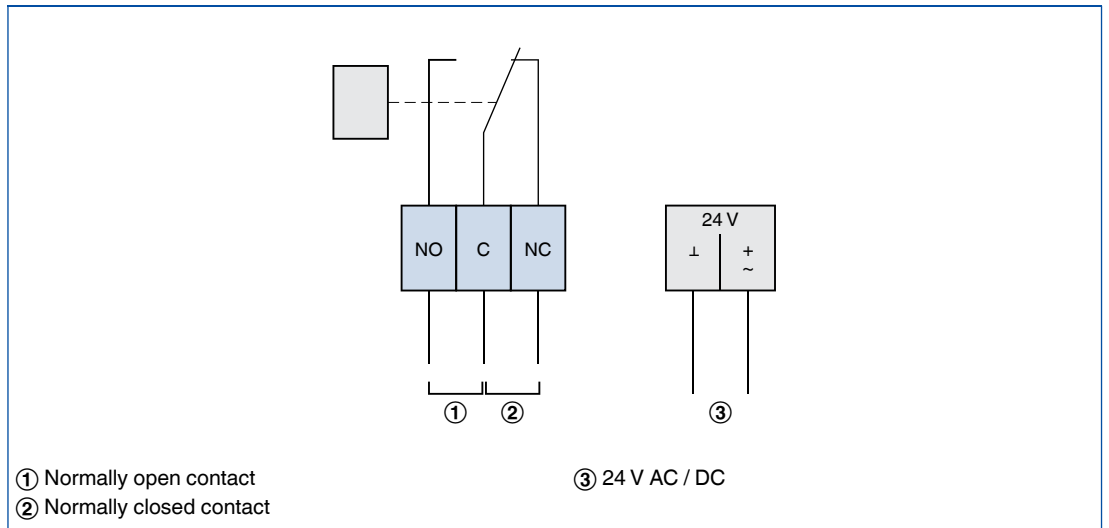 24 V
NO C NC ⊥ +
~
① ② ③
① Normally open contact ③ 24 V AC / DC
② Normally closed contact